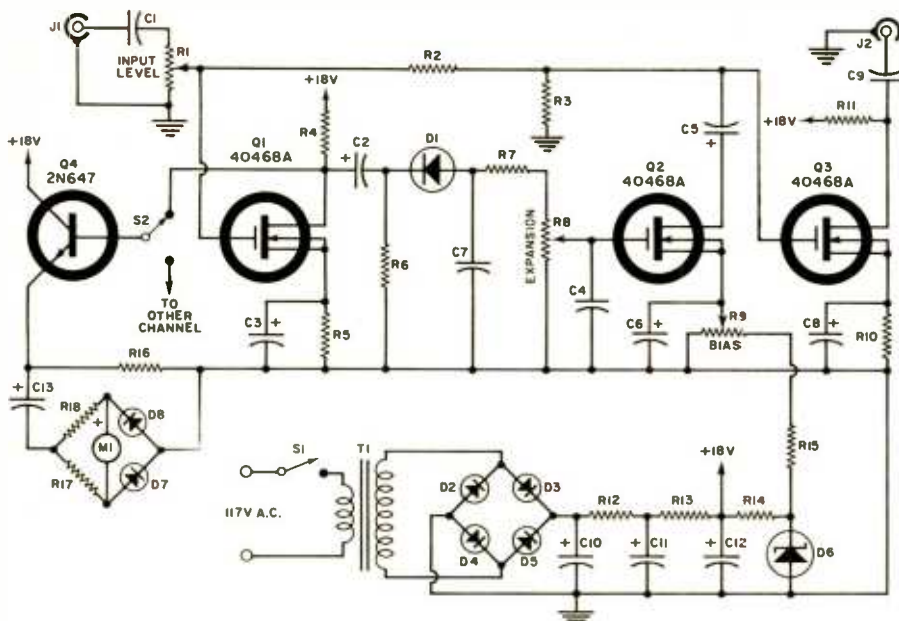 J1
C1
R1
INPUT
LEVEL
R2
J2
C9
+18V
R3
R11
R4
C5
+18V
+18V
Q4
2N647
Q1
40468A
C2
+
D1
R7
Q2
40468A
+
Q3
40468A
S2
R8
EXPANSION
R6
C7
C4
TO
OTHER
CHANNEL
C3
+
R5
C6
+
R9
BIAS
C8
+
R10
R16
+
C13
R18
+
D8
M1
R17
D7
R15
S1
T1
+18V
D2
D3
R12
R13
R14
117V A.C.
D4
D5
+
C10
+
C11
+
C12
D6